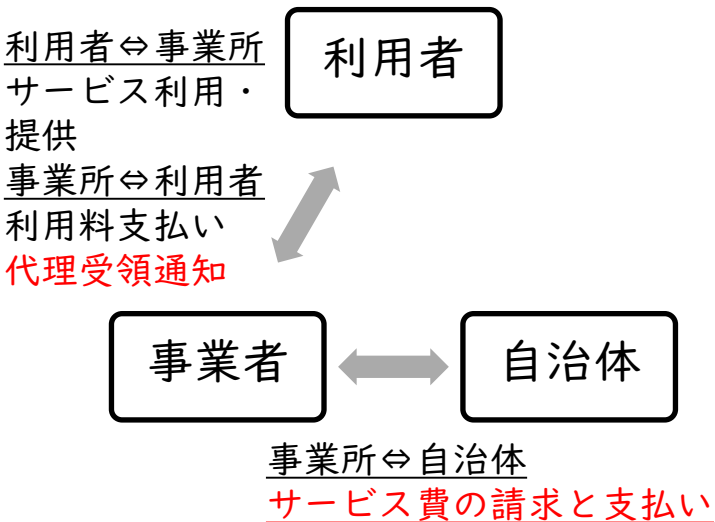 利用者⇔事業所
サービス利用・
提供
事業所⇔利用者
利用料支払い
代理受領通知
利用者
事業者
自治体
事業所⇔自治体
サービス費の請求と支払い